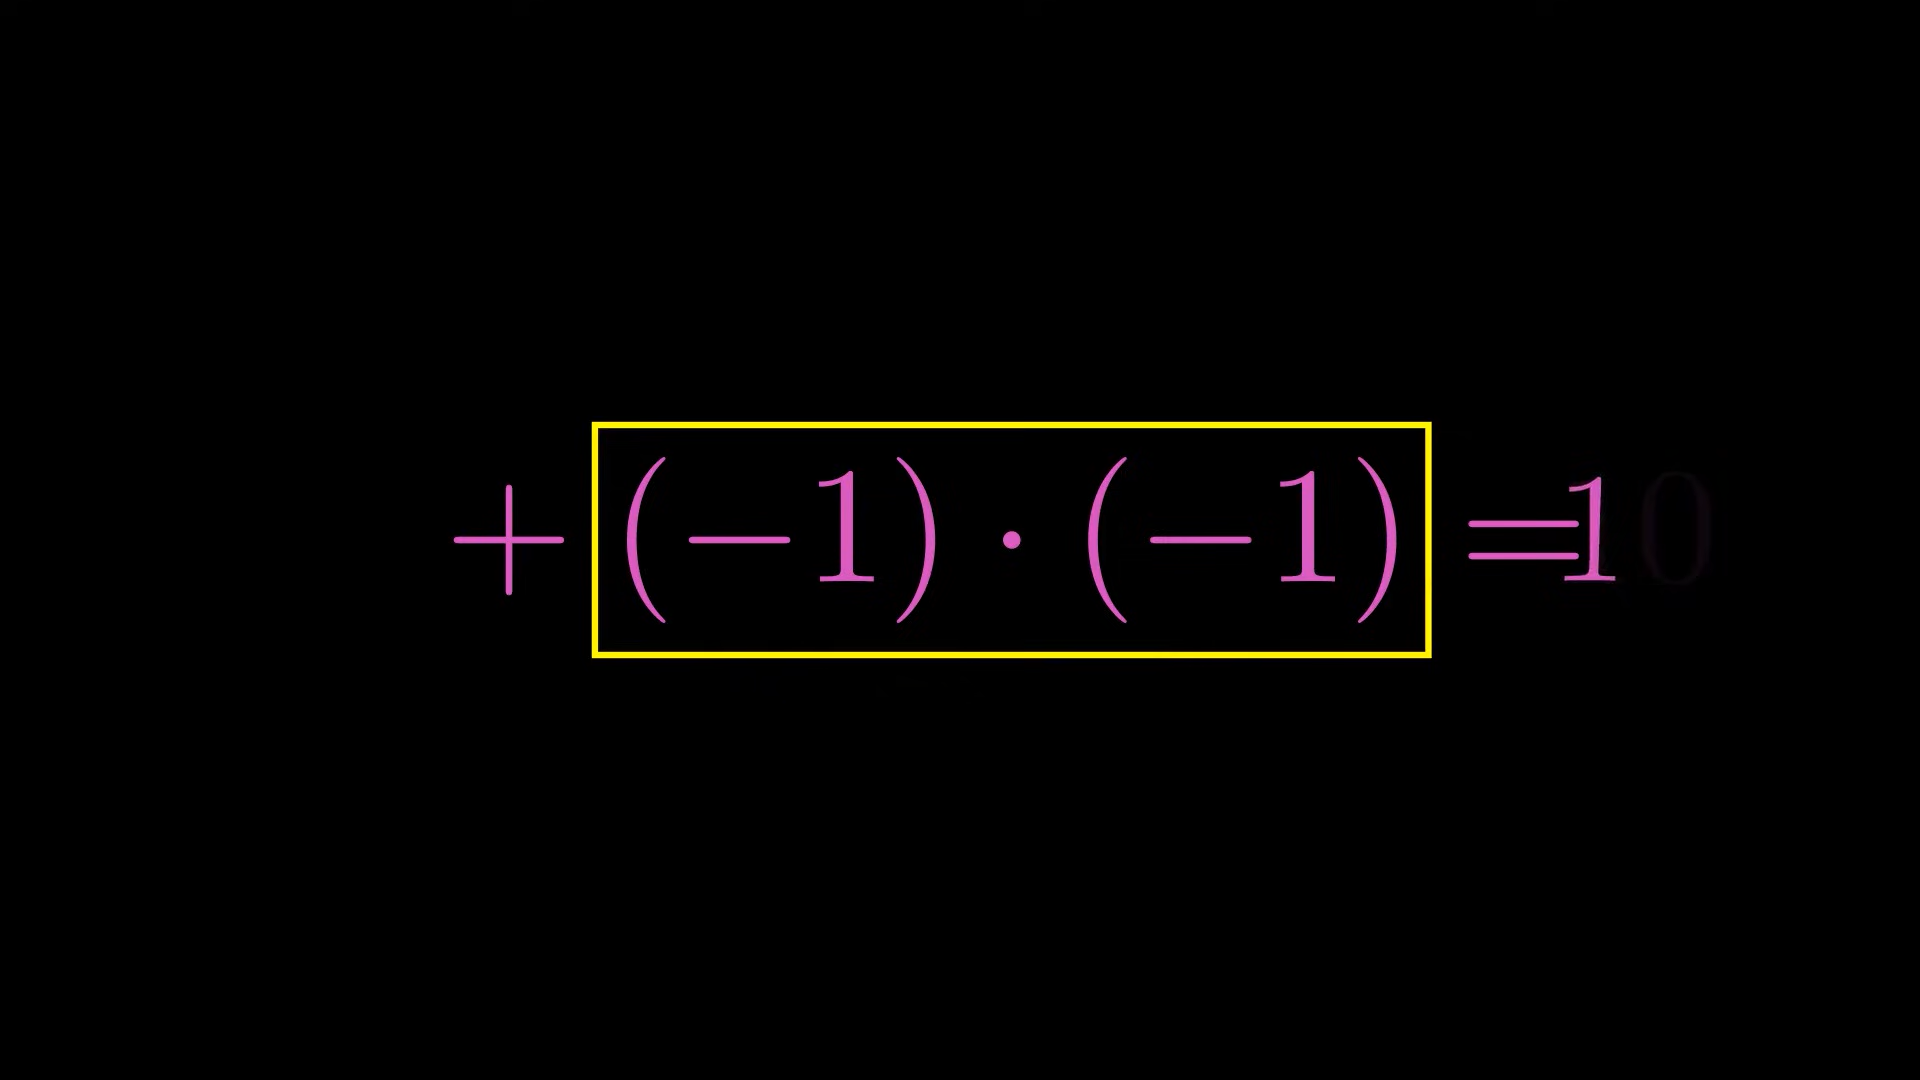 + (−1) · (−1) =1